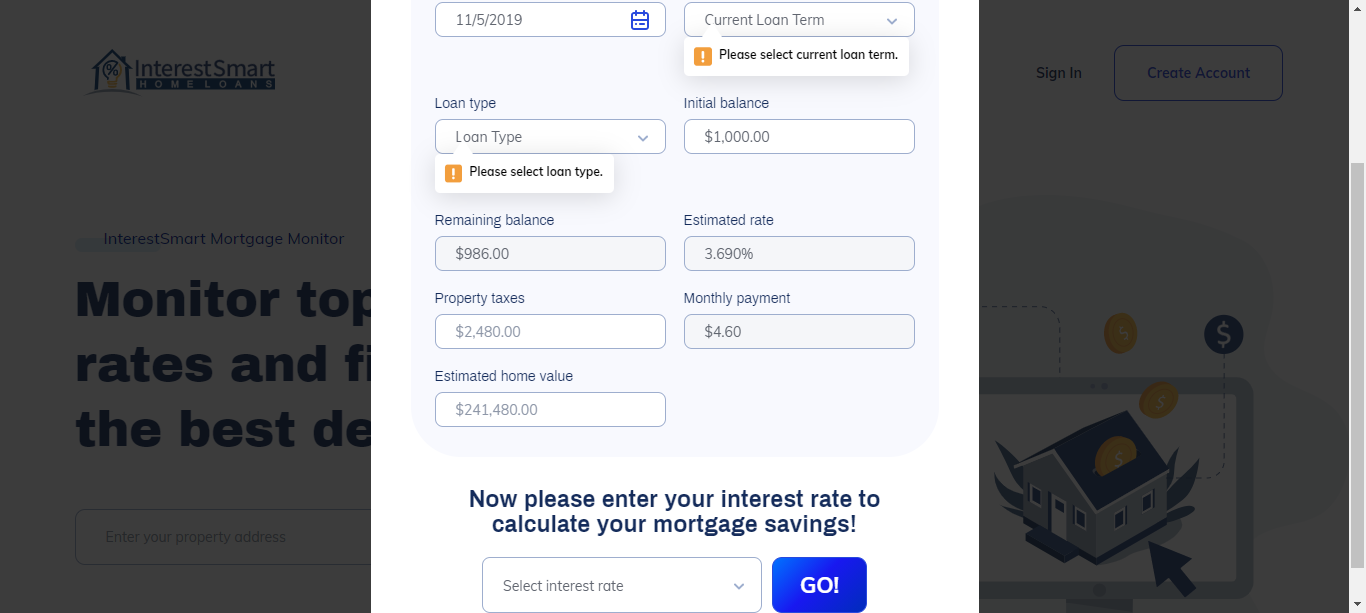 11/5/2019
Current Loan Term
Please select current loan term.
InterestSmart
HOME LOANS
Sign In
Create Account
Loan type
Initial balance
Loan Type
$1,000.00
Please select loan type.
Remaining balance
Estimated rate
$986.00
3.690%
InterestSmart Mortgage Monitor
Property taxes
Monthly payment
$2,480.00
$4.60
Monitor top
rates and fi
the best de
Estimated home value
$241,480.00
Now please enter your interest rate to
calculate your mortgage savings!
Enter your property address
Select interest rate
GO!